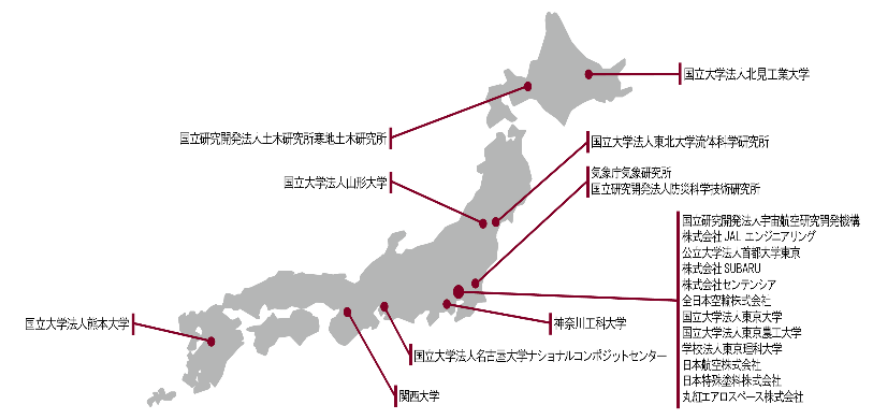 国立大学法人北見工業大学
国立研究開発法人土木研究所寒地土木研究所
国立大学法人東北大学流体科学研究所
国立大学法人山形大学
気象庁気象研究所
国立研究開発法人防災科学技術研究所
国立研究開発法人宇宙航空研究開発機構
株式会社 JAL エンジニアリング
公立大学法人首都大学東京
株式会社 SUBARU
株式会社センテンシア
全日本空輸株式会社
国立大学法人東京大学
国立大学法人東京農工大学
学校法人東京理科大学
日本航空株式会社
日本特殊塗料株式会社
丸紅エアロスペース株式会社
国立大学法人熊本大学
神奈川工科大学
国立大学法人名古屋大学ナショナルコンポジットセンター
関西大学